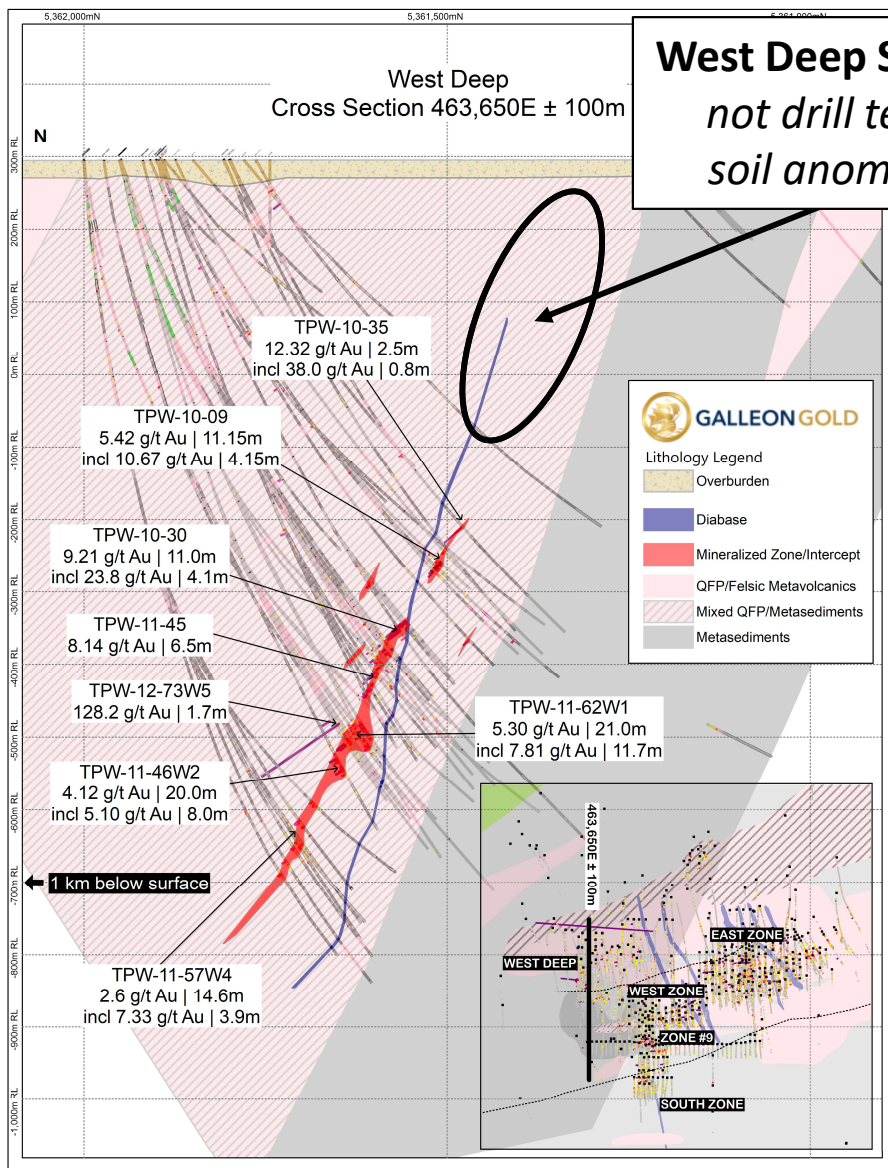 5,362,000mN
5,361,500mN
West Deep S
not drill te
soil anom
West Deep
Cross Section 463,650E ± 100m
N
300m RL
200m RL
100m RL
0m RL
-100m RL
-200m RL
-300m RL
-400m RL
-500m RL
-600m RL
-700m RL
-800m RL
-900m RL
-1,000m RL
TPW-10-35
12.32 g/t Au | 2.5m
incl 38.0 g/t Au | 0.8m
TPW-10-09
5.42 g/t Au | 11.15m
incl 10.67 g/t Au | 4.15m
TPW-10-30
9.21 g/t Au | 11.0m
incl 23.8 g/t Au | 4.1m
TPW-11-45
8.14 g/t Au | 6.5m
TPW-12-73W5
128.2 g/t Au | 1.7m
TPW-11-46W2
4.12 g/t Au | 20.0m
incl 5.10 g/t Au | 8.0m
1 km below surface
TPW-11-57W4
2.6 g/t Au | 14.6m
incl 7.33 g/t Au | 3.9m
TPW-11-62W1
5.30 g/t Au | 21.0m
incl 7.81 g/t Au | 11.7m
GALLEON GOLD
Lithology Legend
Overburden
Diabase
Mineralized Zone/Intercept
QFP/Felsic Metavolcanics
Mixed QFP/Metasediments
Metasediments
463,650E ± 100m
EAST ZONE
WEST DEEP
WEST ZONE
ZONE #9
SOUTH ZONE